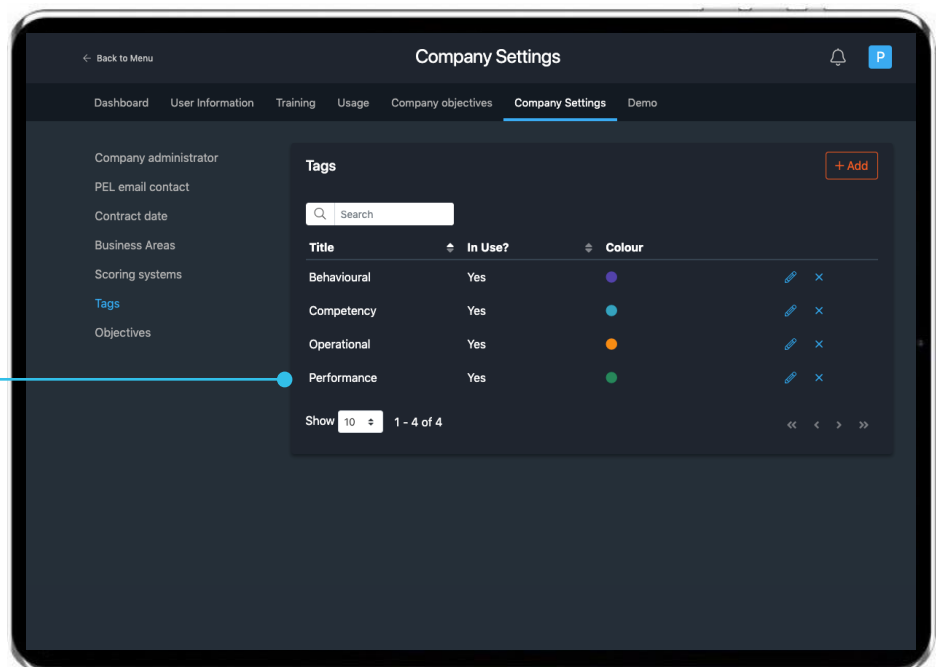 Back to Menu
Company Settings
P
Dashboard User Information Training Usage Company objectives Company Settings Demo
Company administrator
PEL email contact
Contract date
Business Areas
Scoring systems
Tags
Objectives
Tags
+ Add
Search
Title In Use? Colour
Behavioural Yes
Competency Yes
Operational Yes
Performance Yes
Show 10 1 - 4 of 4